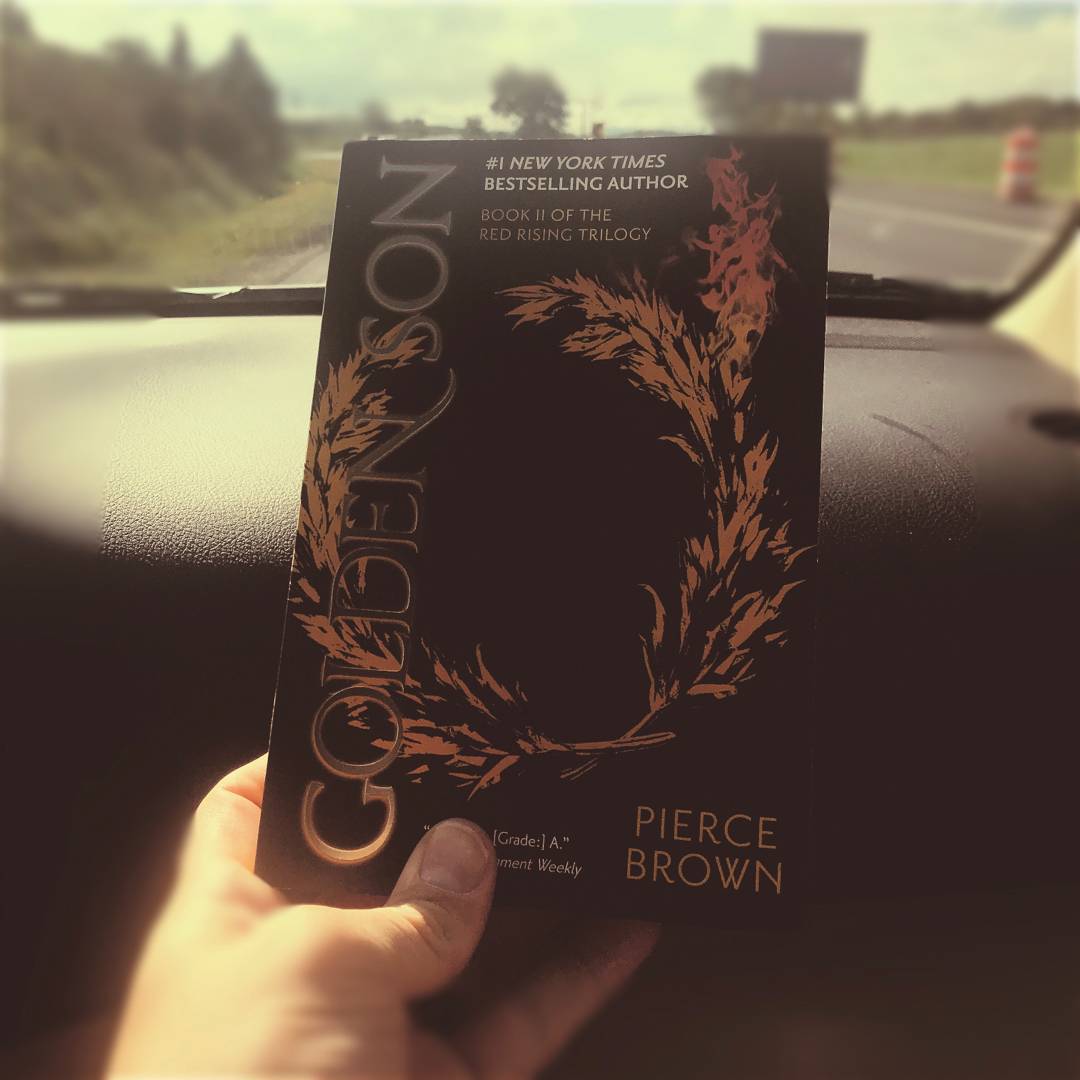 GOLDEN SON
#1 NEW YORK TIMES
BESTSELLING AUTHOR
BOOK II OF THE
RED RISING TRILOGY
“ [Grade:] A.”
Weekly
PIERCE
BROWN